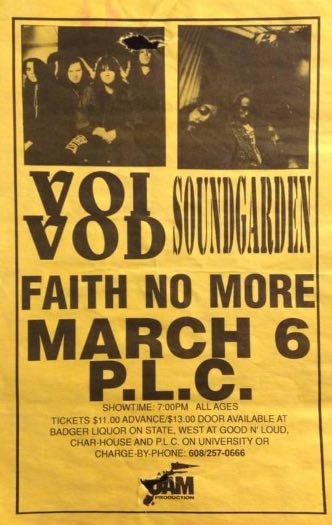 VOI
VOD
SOUNDGARDEN
FAITH NO MORE
MARCH 6
P.L.C.
SHOWTIME: 7:00PM ALL AGES
TICKETS $11.00 ADVANCE/$13.00 DOOR AVAILABLE AT
BADGER LIQUOR ON STATE, WEST AT GOOD N' LOUD,
CHAR-HOUSE AND P.L.C. ON UNIVERSITY OR
CHARGE-BY-PHONE: 608/257-0666
JAM
PRODUCTION